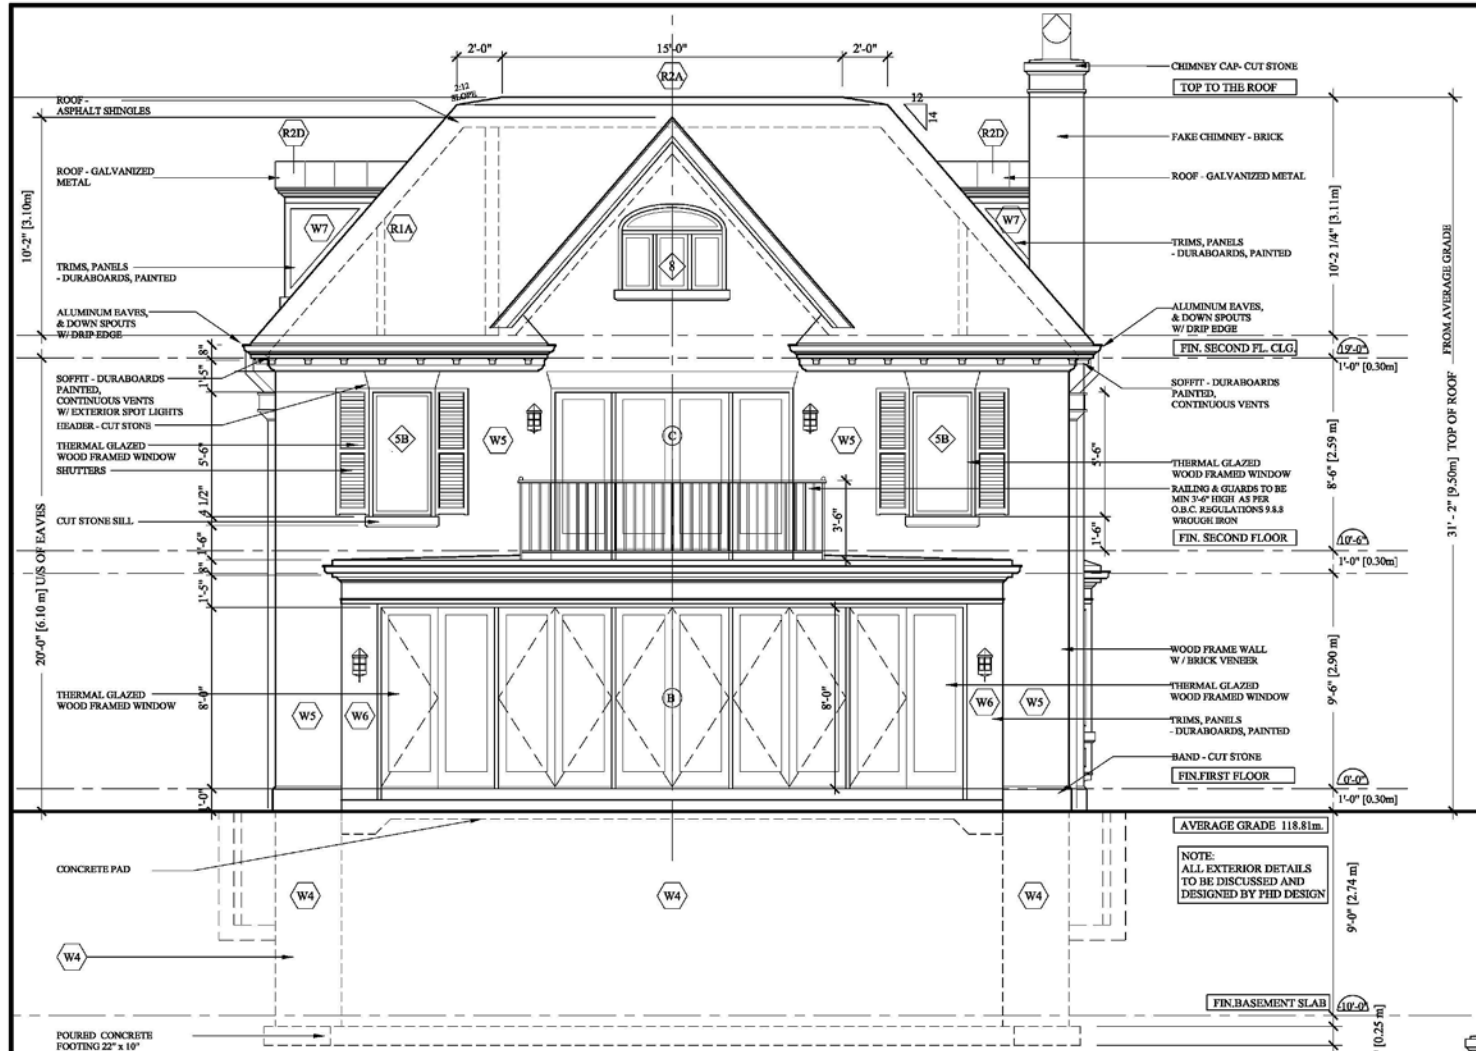 2'-0"
15'-0"
2'-0"
R2A
2:12
SLOPE
12
14
ROOF -
ASPHALT SHINGLES
R2D
ROOF - GALVANIZED
METAL
W7
R1A
TRIMS, PANELS
- DURABOARDS, PAINTED
ALUMINUM EAVES,
& DOWN SPOUTS
W/ DRIP EDGE
SOFFIT - DURABOARDS
PAINTED,
CONTINUOUS VENTS
W/ EXTERIOR SPOT LIGHTS
HEADER - CUT STONE
THERMAL GLAZED
WOOD FRAMED WINDOW
SHUTTERS
CUT STONE SILL
THERMAL GLAZED
WOOD FRAMED WINDOW
CONCRETE PAD
W4
POURED CONCRETE
FOOTING 22" x 10"
10'-2" [3.10m]
20'-0" [6.10 m] U/S OF EAVES
8"
1'-5"
5'-6"
4 1/2"
1'-6"
8"
1'-5"
8'-0"
1'-0"
8
5B
W5
C
W5
5B
3'-6"
5'-6"
1'-6"
W5
W6
B
8'-0"
W6
W5
W4
W4
W4
CHIMNEY CAP- CUT STONE
TOP TO THE ROOF
FAKE CHIMNEY - BRICK
R2D
ROOF - GALVANIZED METAL
W7
TRIMS, PANELS
- DURABOARDS, PAINTED
ALUMINUM EAVES,
& DOWN SPOUTS
W/ DRIP EDGE
FIN. SECOND FL. CLG.
19'-0"
1'-0" [0.30m]
SOFFIT - DURABOARDS
PAINTED,
CONTINUOUS VENTS
THERMAL GLAZED
WOOD FRAMED WINDOW
RAILING & GUARDS TO BE
MIN 3'-6" HIGH AS PER
O.B.C. REGULATIONS 9.8.8
WROUGH IRON
FIN. SECOND FLOOR
10'-6"
1'-0" [0.30m]
WOOD FRAME WALL
W / BRICK VENEER
THERMAL GLAZED
WOOD FRAMED WINDOW
TRIMS, PANELS
- DURABOARDS, PAINTED
BAND - CUT STONE
FIN.FIRST FLOOR
0'-0"
1'-0" [0.30m]
AVERAGE GRADE 118.81m.
NOTE:
ALL EXTERIOR DETAILS
TO BE DISCUSSED AND
DESIGNED BY PHD DESIGN
FIN.BASEMENT SLAB
-10'-0"
10'-2 1/4" [3.11m]
8'-6" [2.59 m]
9'-6" [2.90 m]
9'-0" [2.74 m]
[0.25 m]
31' - 2" [9.50m] TOP OF ROOF FROM AVERAGE GRADE